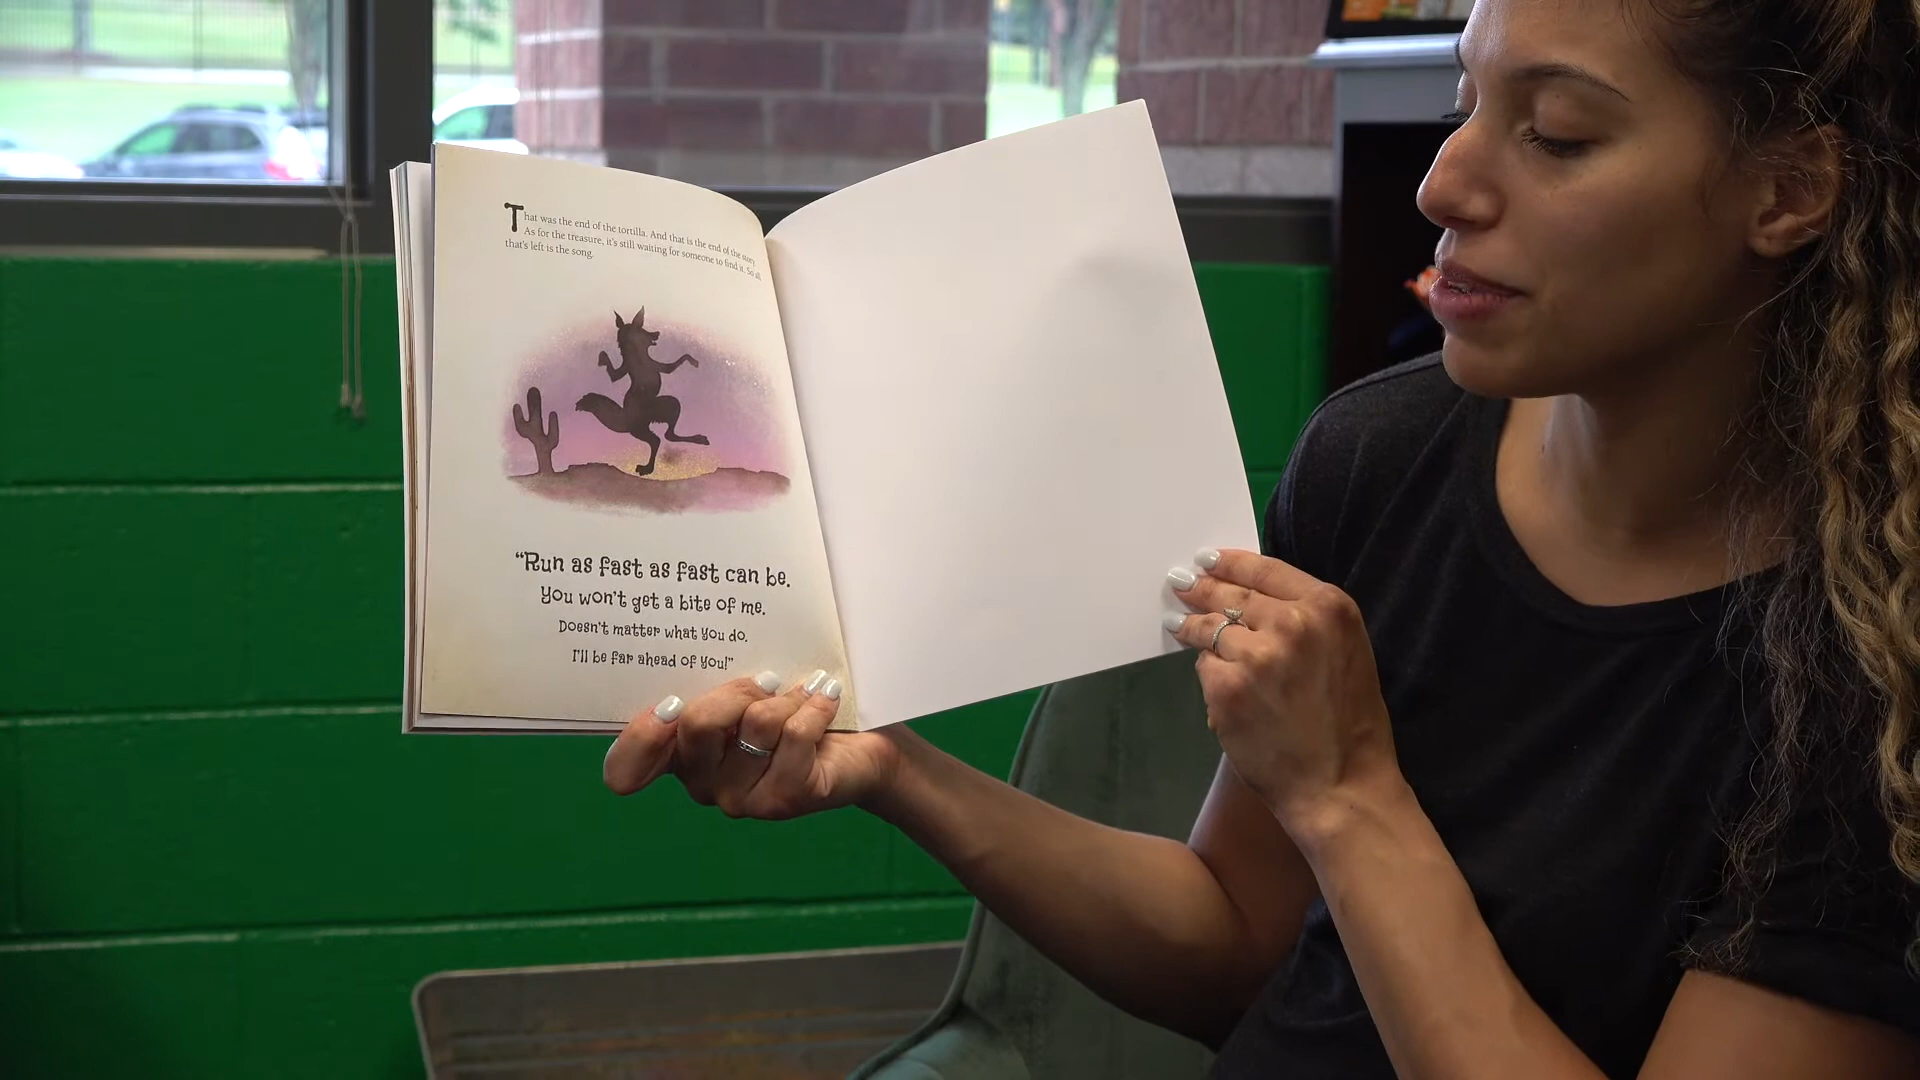 That was the end of the tortilla. And that is the end of the story.
As for the treasure, it's still waiting for someone to find it. So all
that's left is the song.
"Run as fast as fast can be.
You won't get a bite of me.
Doesn't matter what you do.
I'll be far ahead of you!"